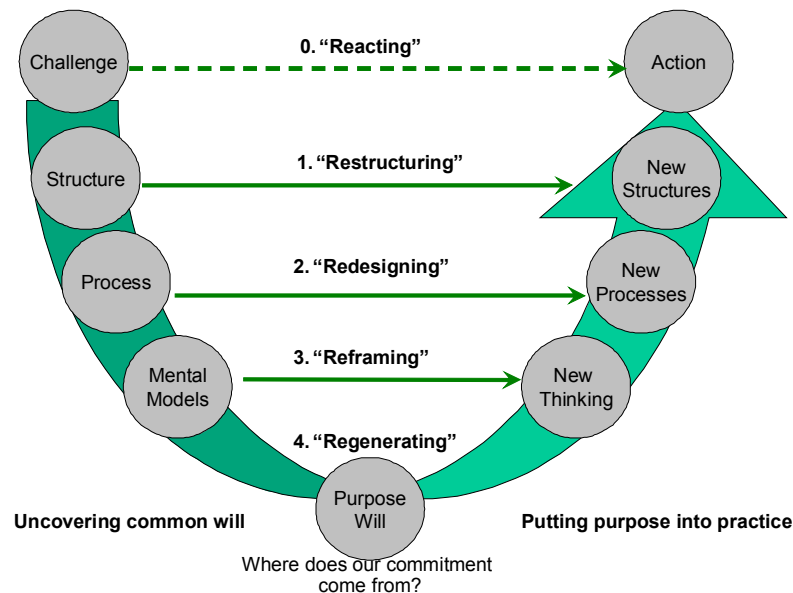 0. “Reacting”
Challenge
Action
1. “Restructuring”
Structure
New
Structures
2. “Redesigning”
Process
New
Processes
3. “Reframing”
Mental
Models
New
Thinking
4. “Regenerating”
Purpose
Will
Uncovering common will
Putting purpose into practice
Where does our commitment
come from?